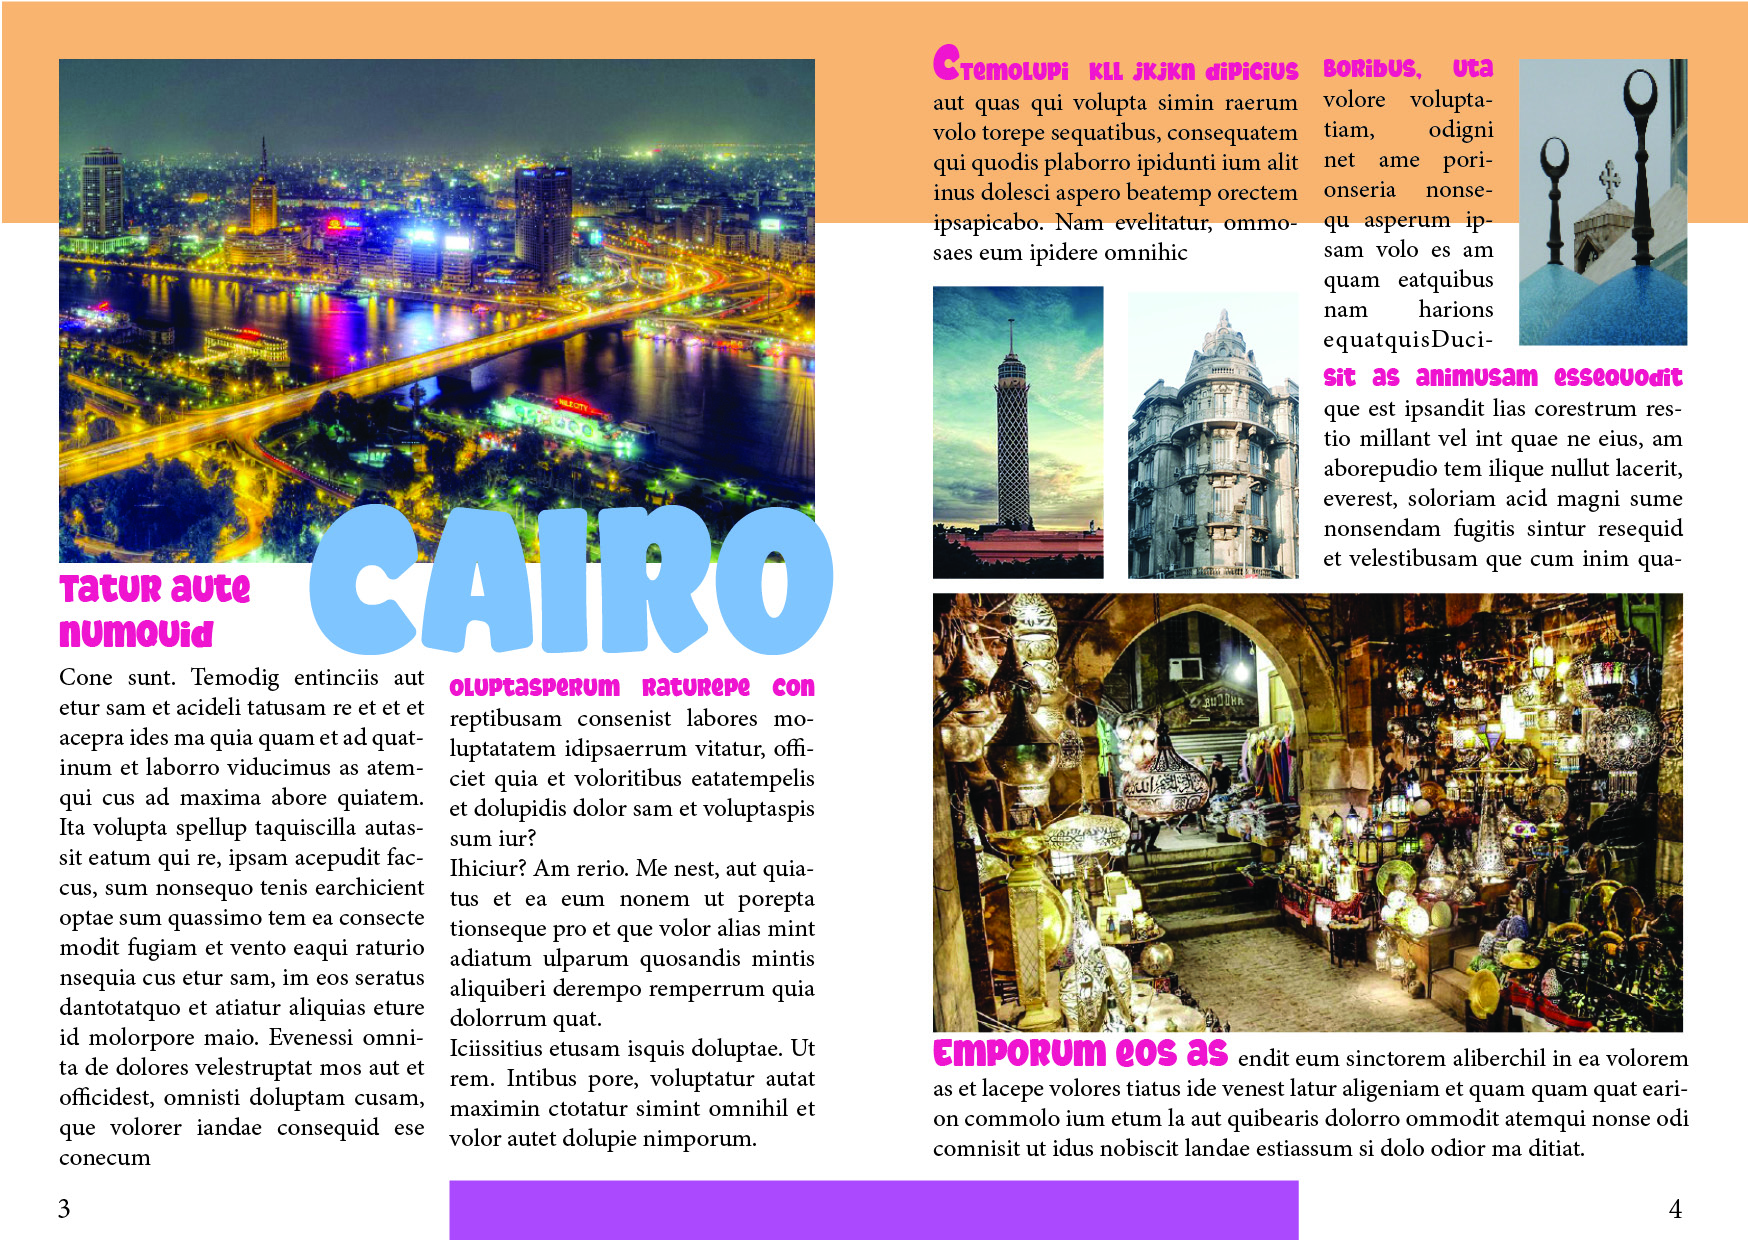 CAIRO
Tatur aute
numquid
Cone sunt. Temodig entinciis aut
etur sam et acideli tatusam re et et et
acepra ides ma quia quam et ad quat-
inum et laborro viducimus as atem-
qui cus ad maxima abore quiatem.
Ita volupta spellup taquiscilla autas-
sit eatum qui re, ipsam acepudit fac-
cus, sum nonsequo tenis earchicient
optae sum quassimo tem ea consecte
modit fugiam et vento eaqui raturio
nsequia cus etur sam, im eos seratus
dantotatquo et atiatur aliquias eture
id molorpore maio. Evenessi omni-
ta de dolores velestruptat mos aut et
officidest, omnisti doluptam cusam,
que volorer iandae consequid ese
conecum
oluptasperum raturepe con
reptibusam consenist labores mo-
luptatatem idipsaerrum vitatur, offi-
ciet quia et voloritibus eatatempelis
et dolupidis dolor sam et voluptaspis
sum iur?
Ihiciur? Am rerio. Me nest, aut quia-
tus et ea eum nonem ut porepta
tionseque pro et que volor alias mint
adiatum ulparum quosandis mintis
aliquiberi derempo remperrum quia
dolorrum quat.
Iciissitius etusam isquis doluptae. Ut
rem. Intibus pore, voluptatur autat
maximin ctotatur simint omnihil et
volor autet dolupie nimporum.
3
Ctemolupi kll jkjkn dipicius
aut quas qui volupta simin raerum
volo torepe sequatibus, consequatem
qui quodis plaborro ipidunti ium alit
inus dolesci aspero beatemp orectem
ipsapicabo. Nam evelitatur, ommo-
saes eum ipidere omnihic
boribus, uta
volore volupta-
tiam, odigni
net ame pori-
onseria nonse-
qu asperum ip-
sam volo es am
quam eatquibus
nam harions
equatquisDuci-
sit as animusam esseouodit
que est ipsandit lias corestrum res-
tio millant vel int quae ne eius, am
aborepudio tem ilique nullut lacerit,
everest, soloriam acid magni sume
nonsendam fugitis sintur resequid
et velestibusam que cum inim qua-
BUDDHA
Emporum eos as endit eum sinctorem aliberchil in ea volorem
as et lacepe volores tiatus ide venest latur aligeniam et quam quam quat eari-
on commolo ium etum la aut quibearis dolorro ommodit atemqui nonse odi
comnisit ut idus nobiscit landae estiassum si dolo odior ma ditiat.
4